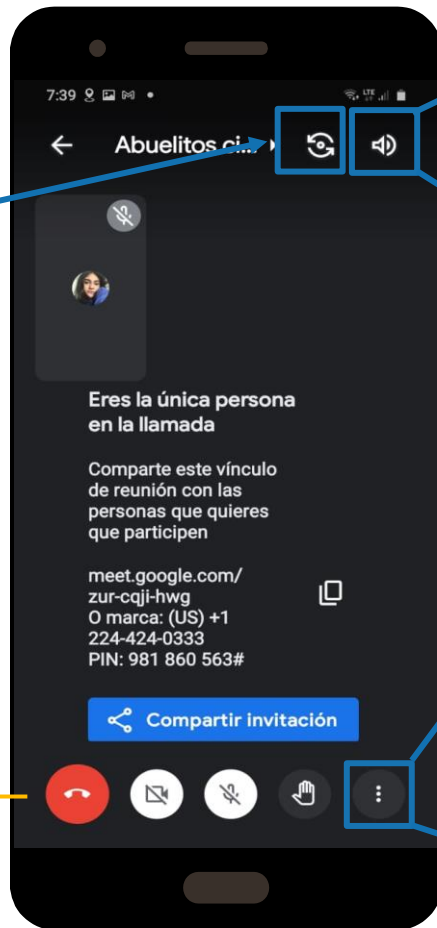 7:39
LTE
Abuelitos ci...
Eres la única persona
en la llamada
Comparte este vínculo
de reunión con las
personas que quieres
que participen
meet.google.com/
zur-cqji-hwg
O marca: (US) +1
224-424-0333
PIN: 981 860 563#
Compartir invitación